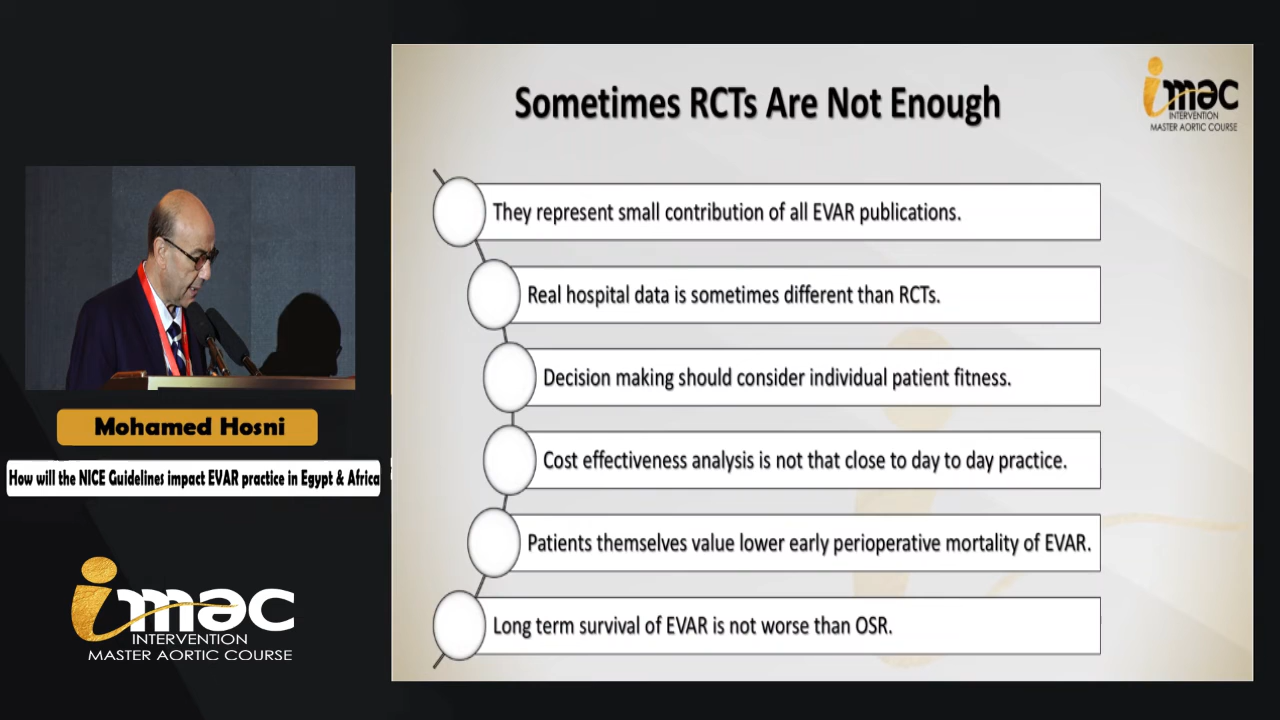 Sometimes RCTs Are Not Enough
imac
INTERVENTION
MASTER AORTIC COURSE
They represent small contribution of all EVAR publications.
Real hospital data is sometimes different than RCTs.
Decision making should consider individual patient fitness.
Cost effectiveness analysis is not that close to day to day practice.
Patients themselves value lower early perioperative mortality of EVAR.
Long term survival of EVAR is not worse than OSR.
Mohamed Hosni
How will the NICE Guidelines impact EVAR practice in Egypt & Africa
imac
INTERVENTION
MASTER AORTIC COURSE